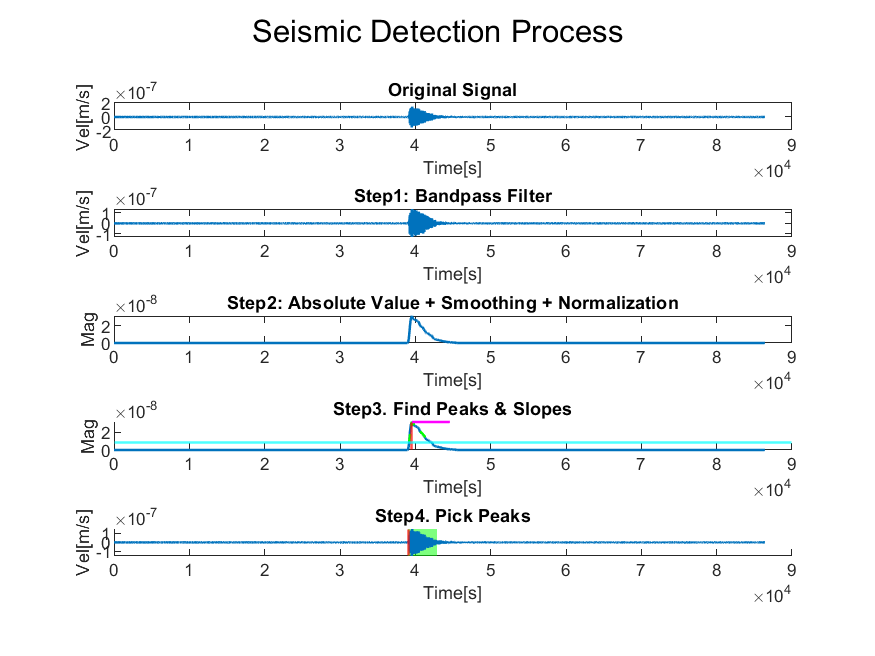 Seismic Detection Process
×10-7
Original Signal
Vel[m/s]
2
0
-2
0 1 2 3 4 5 6 7 8 9
Time[s]
×104
×10-7
Step1: Bandpass Filter
Vel[m/s]
1
0
-1
0 1 2 3 4 5 6 7 8 9
Time[s]
×104
×10-8
Step2: Absolute Value + Smoothing + Normalization
Mag
2
0
0 1 2 3 4 5 6 7 8 9
Time[s]
×104
×10-8
Step3. Find Peaks & Slopes
Mag
2
0
0 1 2 3 4 5 6 7 8 9
Time[s]
×104
×10-7
Step4. Pick Peaks
Vel[m/s]
1
0
-1
0 1 2 3 4 5 6 7 8 9
Time[s]
×104